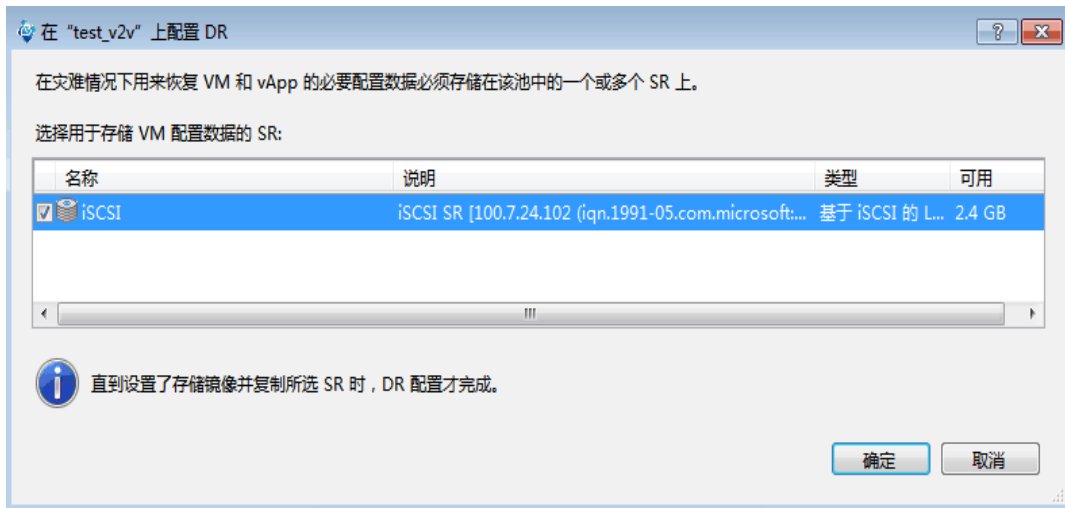 在“test_v2v”上配置 DR
在灾难情况下用来恢复 VM 和 vApp 的必要配置数据必须存储在该池中的一个或多个 SR 上。
选择用于存储 VM 配置数据的 SR:
名称 说明 类型 可用
iSCSI iSCSI SR [100.7.24.102 (iqn.1991-05.com.microsoft:... 基于 iSCSI 的 L... 2.4 GB
直到设置了存储镜像并复制所选 SR 时，DR 配置才完成。
确定 取消